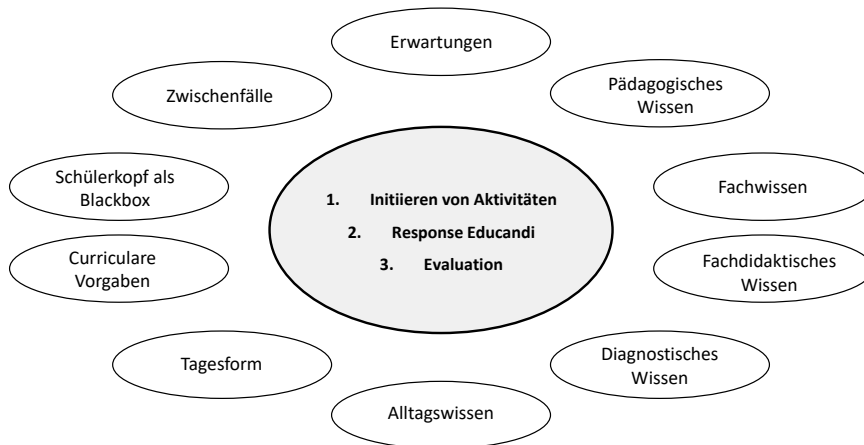 Erwartungen
Zwischenfälle
Pädagogisches
Wissen
Schülerkopf als
Blackbox
Fachwissen
1. Initiieren von Aktivitäten
2. Response Educandi
3. Evaluation
Curriculare
Vorgaben
Fachdidaktisches
Wissen
Tagesform
Diagnostisches
Wissen
Alltagswissen